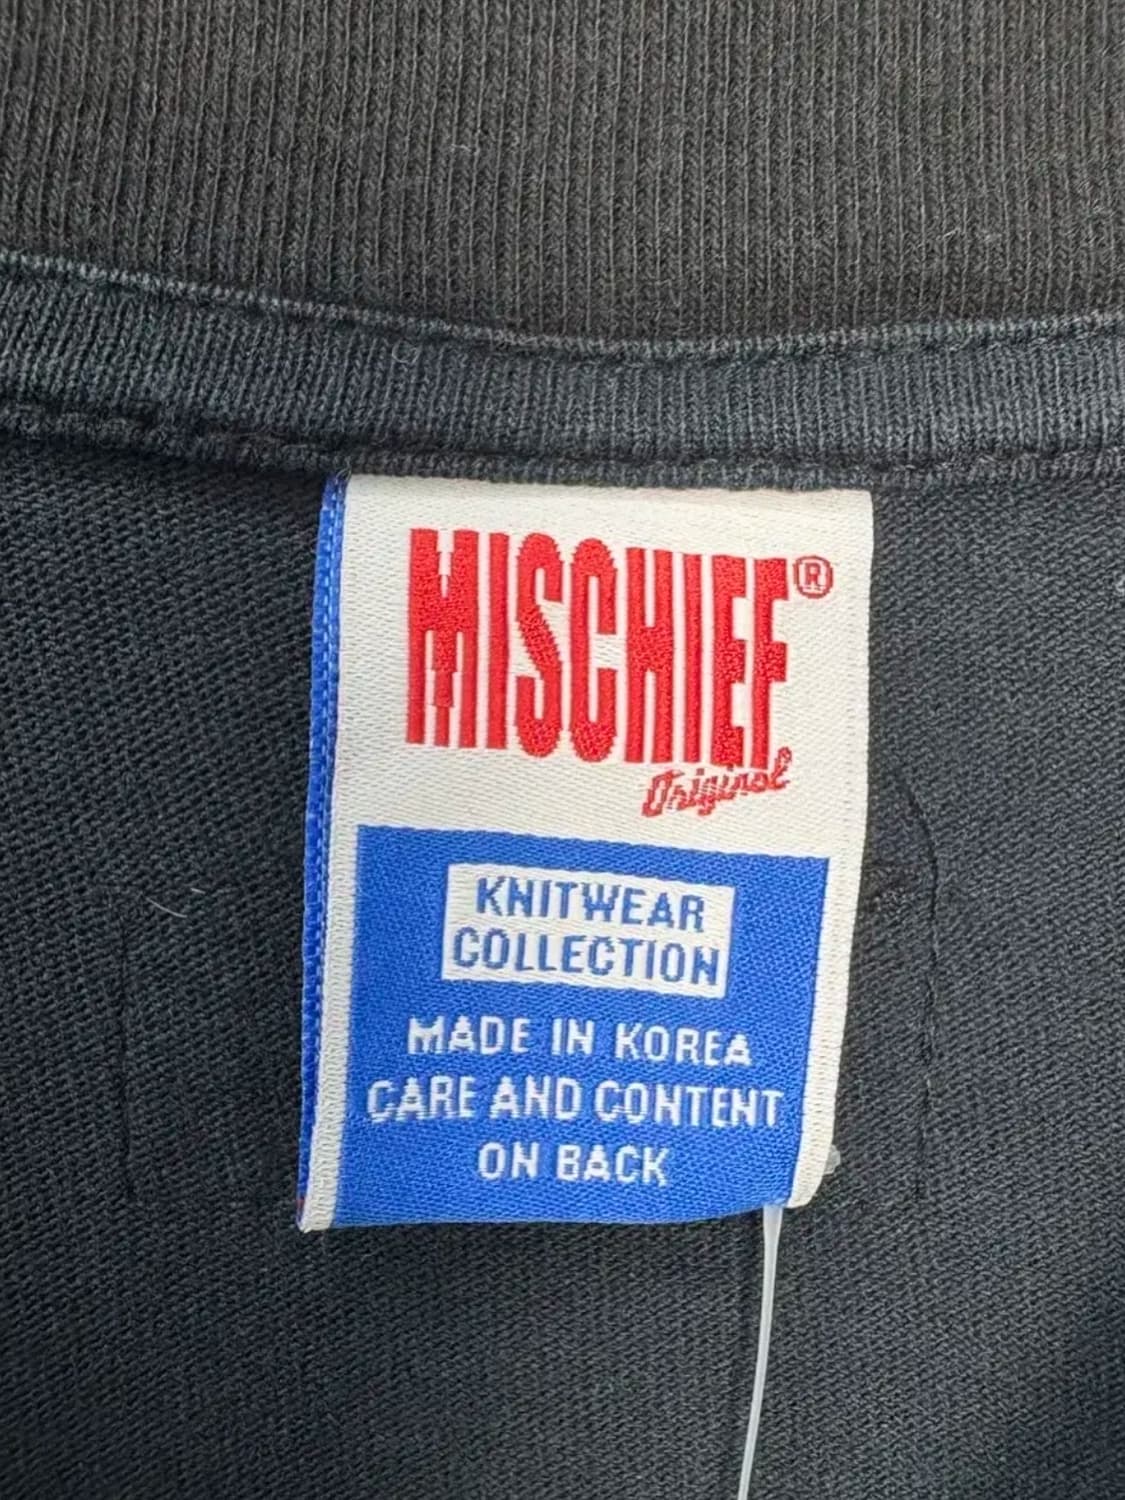 MISCHIEF®
Original
KNITWEAR
COLLECTION
MADE IN KOREA
CARE AND CONTENT
ON BACK